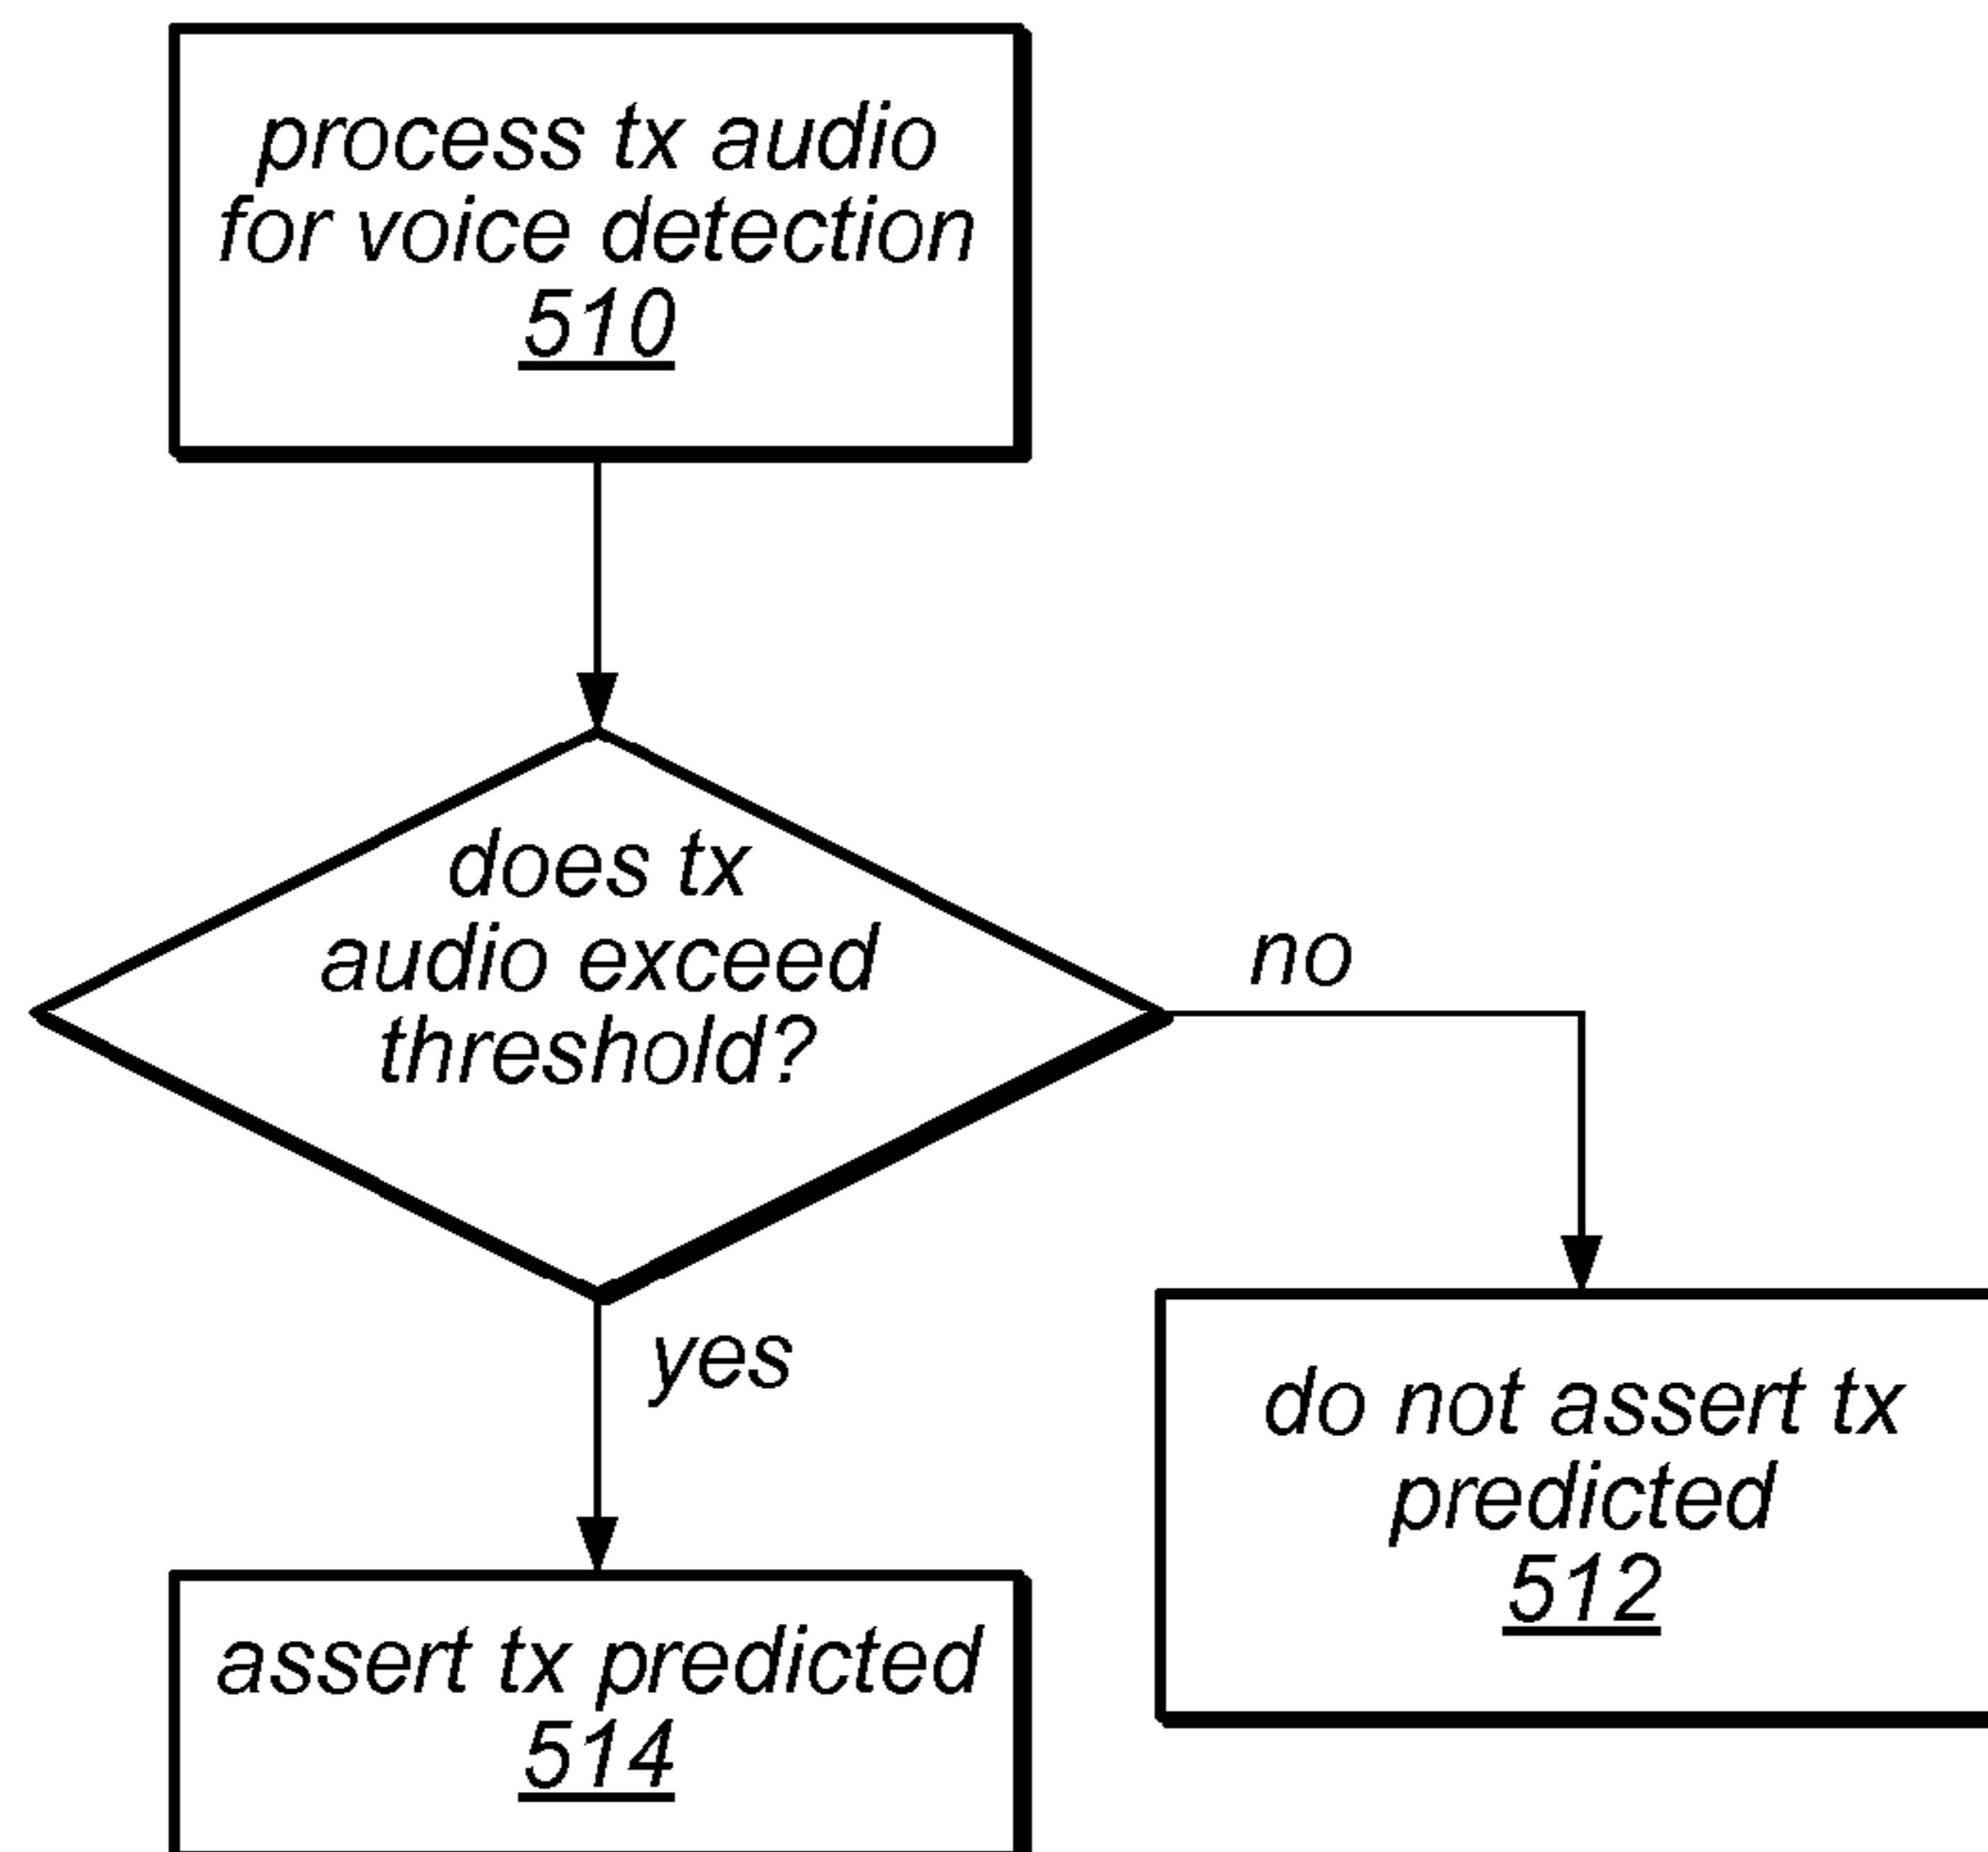 process tx audio
for voice detection
510
does tx
audio exceed
threshold?
no
yes
do not assert tx
predicted
512
assert tx predicted
514